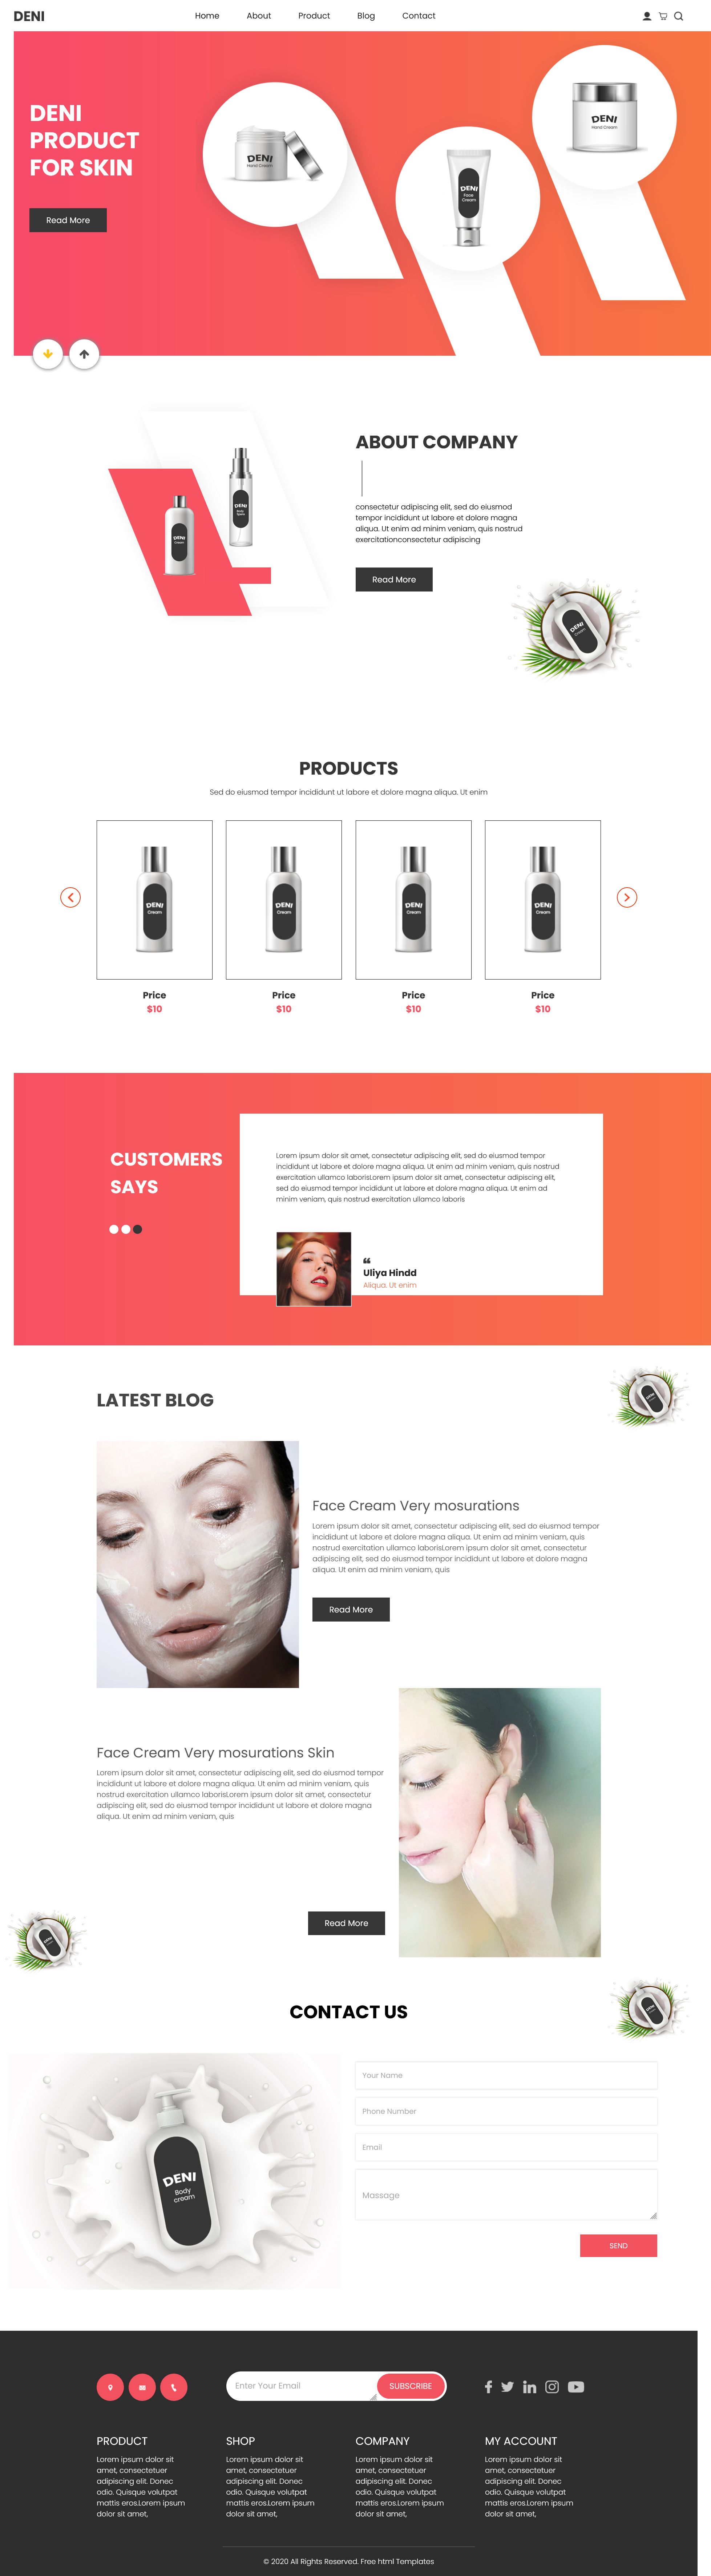 DENI
Home
About
Product
Blog
Contact
DENI
PRODUCT
FOR SKIN
Read More
DENI
Hand Cream
DENI
Face
Cream
DENI
Hand Cream
DENI
Cream
DENI
Body
Spara
ABOUT COMPANY
consectetur adipiscing elit, sed do eiusmod
tempor incididunt ut labore et dolore magna
aliqua. Ut enim ad minim veniam, quis nostrud
exercitationconsectetur adipiscing
Read More
DENI
Cream
PRODUCTS
Sed do eiusmod tempor incididunt ut labore et dolore magna aliqua. Ut enim
DENI
Cream
DENI
Cream
DENI
Cream
DENI
Cream
Price
$10
Price
$10
Price
$10
Price
$10
CUSTOMERS
SAYS
Lorem ipsum dolor sit amet, consectetur adipiscing elit, sed do eiusmod tempor
incididunt ut labore et dolore magna aliqua. Ut enim ad minim veniam, quis nostrud
exercitation ullamco laborisLorem ipsum dolor sit amet, consectetur adipiscing elit,
sed do eiusmod tempor incididunt ut labore et dolore magna aliqua. Ut enim ad
minim veniam, quis nostrud exercitation ullamco laboris
❝
Uliya Hindd
Aliqua. Ut enim
LATEST BLOG
DENI
Face Cream Very mosurations
Lorem ipsum dolor sit amet, consectetur adipiscing elit, sed do eiusmod tempor
incididunt ut labore et dolore magna aliqua. Ut enim ad minim veniam, quis
nostrud exercitation ullamco laborisLorem ipsum dolor sit amet, consectetur
adipiscing elit, sed do eiusmod tempor incididunt ut labore et dolore magna
aliqua. Ut enim ad minim veniam, quis
Read More
Face Cream Very mosurations Skin
Lorem ipsum dolor sit amet, consectetur adipiscing elit, sed do eiusmod tempor
incididunt ut labore et dolore magna aliqua. Ut enim ad minim veniam, quis
nostrud exercitation ullamco laborisLorem ipsum dolor sit amet, consectetur
adipiscing elit, sed do eiusmod tempor incididunt ut labore et dolore magna
aliqua. Ut enim ad minim veniam, quis
Read More
DENI
CONTACT US
DENI
DENI
Body
cream
Your Name
Phone Number
Email
Massage
SEND
Enter Your Email
SUBSCRIBE
PRODUCT
Lorem ipsum dolor sit
amet, consectetuer
adipiscing elit. Donec
odio. Quisque volutpat
mattis eros.Lorem ipsum
dolor sit amet,
SHOP
Lorem ipsum dolor sit
amet, consectetuer
adipiscing elit. Donec
odio. Quisque volutpat
mattis eros.Lorem ipsum
dolor sit amet,
COMPANY
Lorem ipsum dolor sit
amet, consectetuer
adipiscing elit. Donec
odio. Quisque volutpat
mattis eros.Lorem ipsum
dolor sit amet,
MY ACCOUNT
Lorem ipsum dolor sit
amet, consectetuer
adipiscing elit. Donec
odio. Quisque volutpat
mattis eros.Lorem ipsum
dolor sit amet,
© 2020 All Rights Reserved. Free html Templates